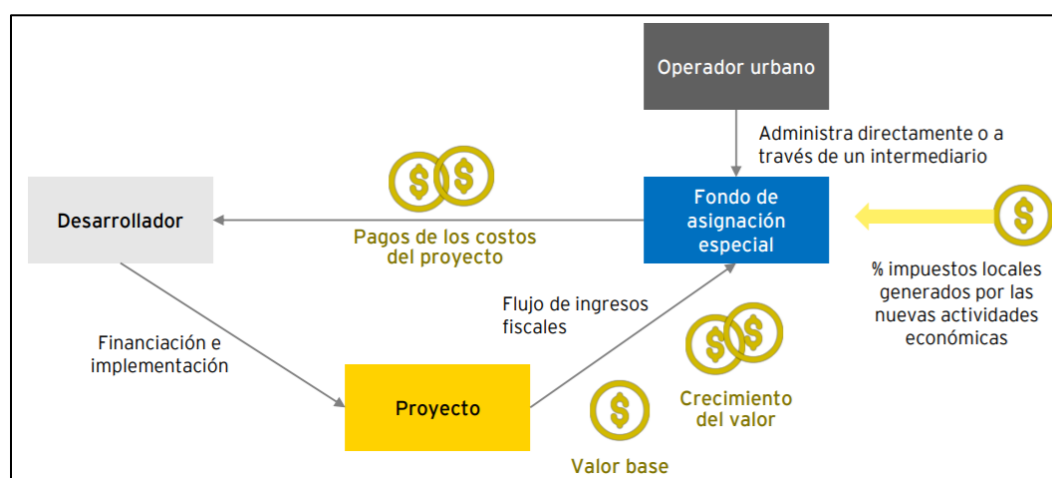 Operador urbano
Administra directamente o a
través de un intermediario
Desarrollador
$ $
Pagos de los costos
del proyecto
Fondo de
asignación
especial
$
% impuestos locales
generados por las
nuevas actividades
económicas
Financiación e
implementación
Flujo de ingresos
fiscales
$ $
Crecimiento
del valor
Proyecto
$
Valor base